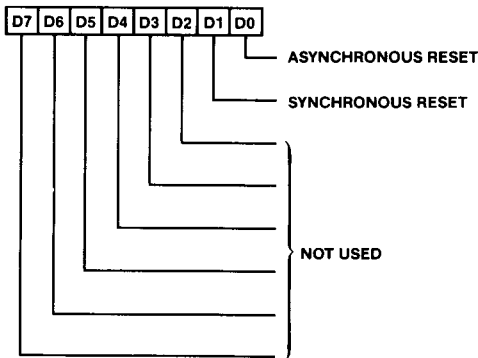 D7 D6 D5 D4 D3 D2 D1 D0
ASYNCHRONOUS RESET
SYNCHRONOUS RESET
NOT USED